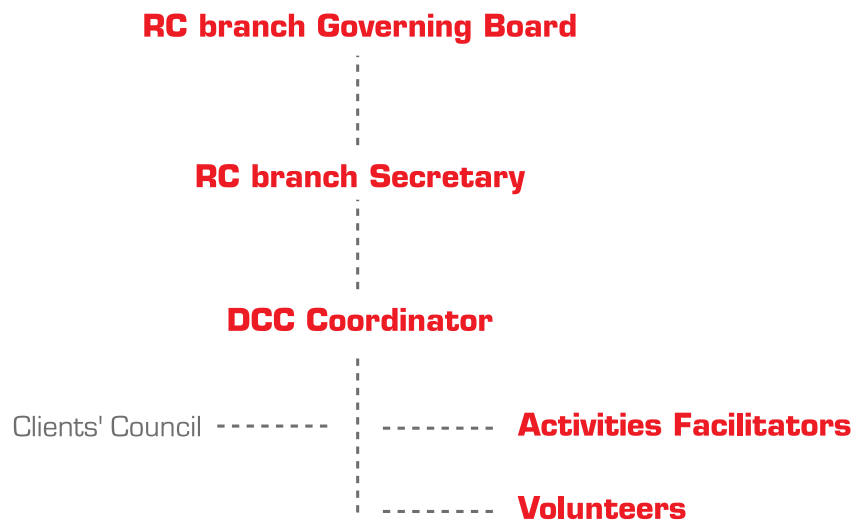 RC branch Governing Board
RC branch Secretary
DCC Coordinator
Clients' Council
Activities Facilitators
Volunteers